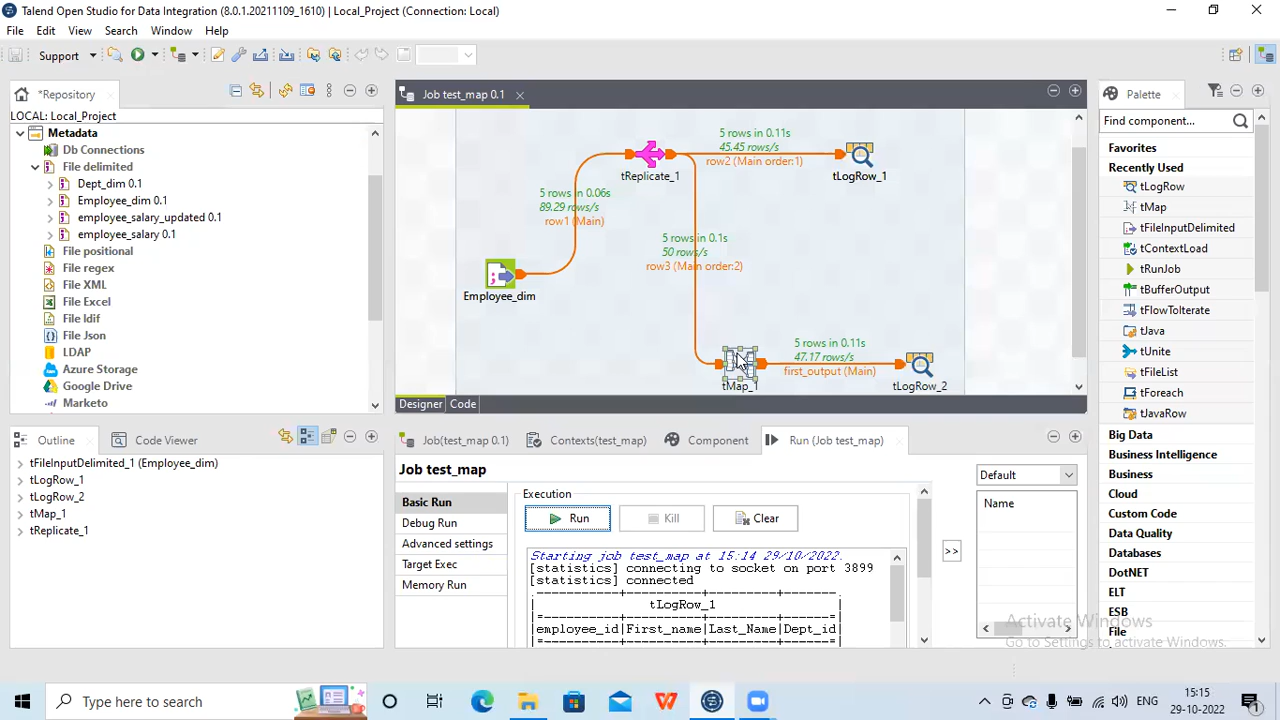 Talend Open Studio for Data Integration (8.0.1.20211109_1610) | Local_Project (Connection: Local)
File Edit View Search Window Help
Support
*Repository
LOCAL: Local_Project
Metadata
Db Connections
File delimited
Dept_dim 0.1
Employee_dim 0.1
employee_salary_updated 0.1
employee_salary 0.1
File positional
File regex
File XML
File Excel
File ldif
File Json
LDAP
Azure Storage
Google Drive
Marketo
Job test_map 0.1
5 rows in 0.11s
45.45 rows/s
row2 (Main order:1)
tReplicate_1
tLogRow_1
5 rows in 0.06s
89.29 rows/s
row1 (Main)
5 rows in 0.1s
50 rows/s
row3 (Main order:2)
Employee_dim
5 rows in 0.11s
47.17 rows/s
first_output (Main)
tMap_1
tLogRow_2
Designer Code
Palette
Find component...
Favorites
Recently Used
tLogRow
tMap
tFileInputDelimited
tContextLoad
tRunJob
tBufferOutput
tFlowToIterate
tJava
tUnite
tFileList
tForeach
tJavaRow
Big Data
Business Intelligence
Business
Cloud
Custom Code
Data Quality
Databases
DotNET
ELT
ESB
File
Outline
Code Viewer
tFileInputDelimited_1 (Employee_dim)
tLogRow_1
tLogRow_2
tMap_1
tReplicate_1
Job(test_map 0.1)
Contexts(test_map)
Component
Run (Job test_map)
Job test_map
Basic Run
Debug Run
Advanced settings
Target Exec
Memory Run
Execution
Run
Kill
Clear
Starting job test_map at 15:14 29/10/2022.
[statistics] connecting to socket on port 3899
[statistics] connected
.-----------+----------+---------+-------.
| tLogRow_1 |
|=----------+----------+---------+------=|
|employee_id|First_name|Last_Name|Dept_id|
|=----------+----------+---------+------=|
>>
Default
Name
Activate Windows
Go to Settings to activate Windows.
Type here to search
ENG
15:15
29-10-2022
1